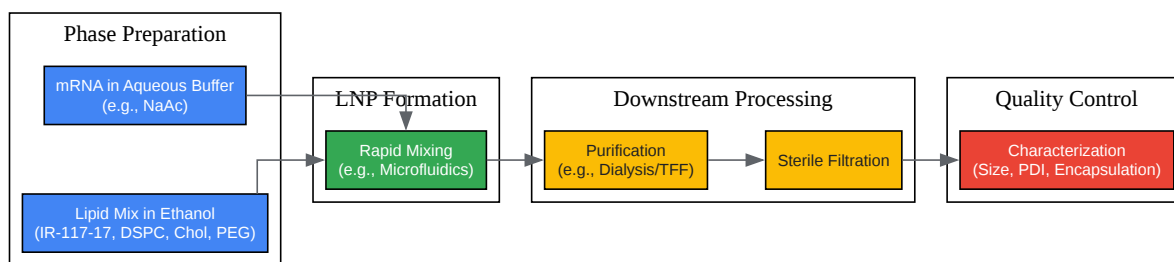 Phase Preparation
mRNA in Aqueous Buffer
(e.g., NaAc)
Lipid Mix in Ethanol
(IR-117-17, DSPC, Chol, PEG)
LNP Formation
Rapid Mixing
(e.g., Microfluidics)
Downstream Processing
Purification
(e.g., Dialysis/TFF)
Sterile Filtration
Quality Control
Characterization
(Size, PDI, Encapsulation)